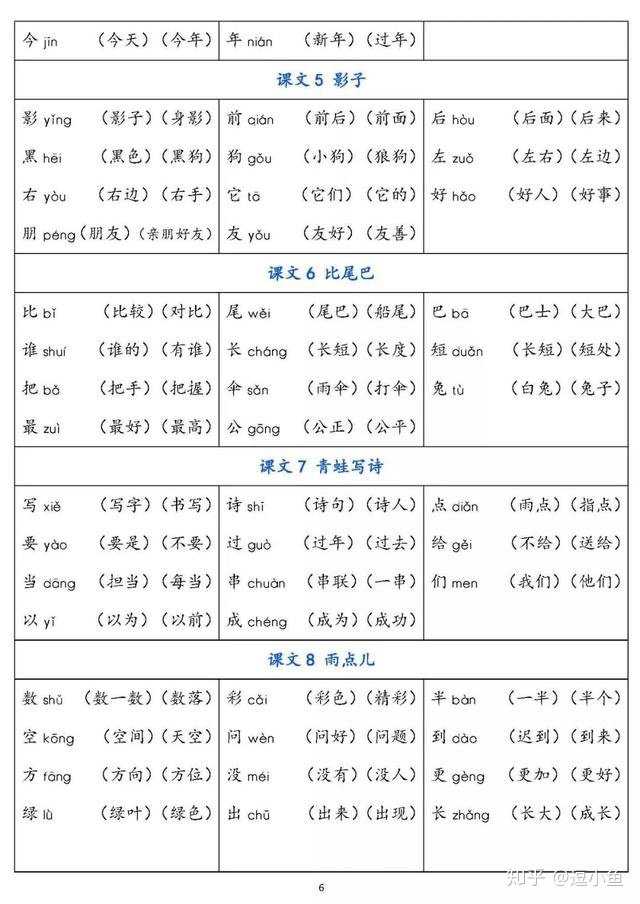 今 jīn （今天）（今年） 年 nián （新年）（过年）
课文 5 影子
影 yǐng （影子）（身影） 前 qián （前后）（前面） 后 hòu （后面）（后来）
黑 hēi （黑色）（黑狗） 狗 gǒu （小狗）（狼狗） 左 zuǒ （左右）（左边）
右 yòu （右边）（右手） 它 tā （它们）（它的） 好 hǎo （好人）（好事）
朋 péng（朋友）（亲朋好友） 友 yǒu （友好）（友善）
课文 6 比尾巴
比 bǐ （比较）（对比） 尾 wěi （尾巴）（船尾） 巴 bā （巴士）（大巴）
谁 shuí （谁的）（有谁） 长 cháng （长短）（长度） 短 duǎn （长短）（短处）
把 bǎ （把手）（把握） 伞 sǎn （雨伞）（打伞） 兔 tù （白兔）（兔子）
最 zuì （最好）（最高） 公 gōng （公正）（公平）
课文 7 青蛙写诗
写 xiě （写字）（书写） 诗 shī （诗句）（诗人） 点 diǎn （雨点）（指点）
要 yào （要是）（不要） 过 guò （过年）（过去） 给 gěi （不给）（送给）
当 dāng （担当）（每当） 串 chuàn （串联）（一串） 们 men （我们）（他们）
以 yǐ （以为）（以前） 成 chéng （成为）（成功）
课文 8 雨点儿
数 shǔ （数一数）（数落） 彩 cǎi （彩色）（精彩） 半 bàn （一半）（半个）
空 kōng （空间）（天空） 问 wèn （问好）（问题） 到 dào （迟到）（到来）
方 fāng （方向）（方位） 没 méi （没有）（没人） 更 gèng （更加）（更好）
绿 lǜ （绿叶）（绿色） 出 chū （出来）（出现） 长 zhǎng （长大）（成长）
6
知乎 @逗小鱼